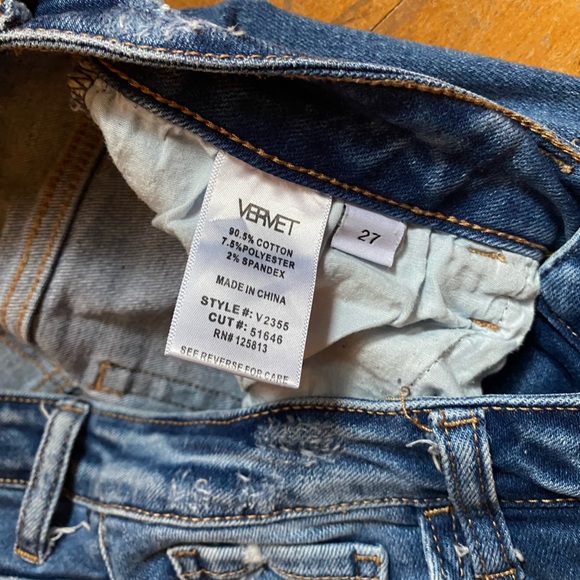 VERVET
90.5% COTTON
7.5%POLYESTER
2% SPANDEX
MADE IN CHINA
STYLE #: V2355
CUT #: 51646
RN# 125813
SEE REVERSE FOR CARE
27